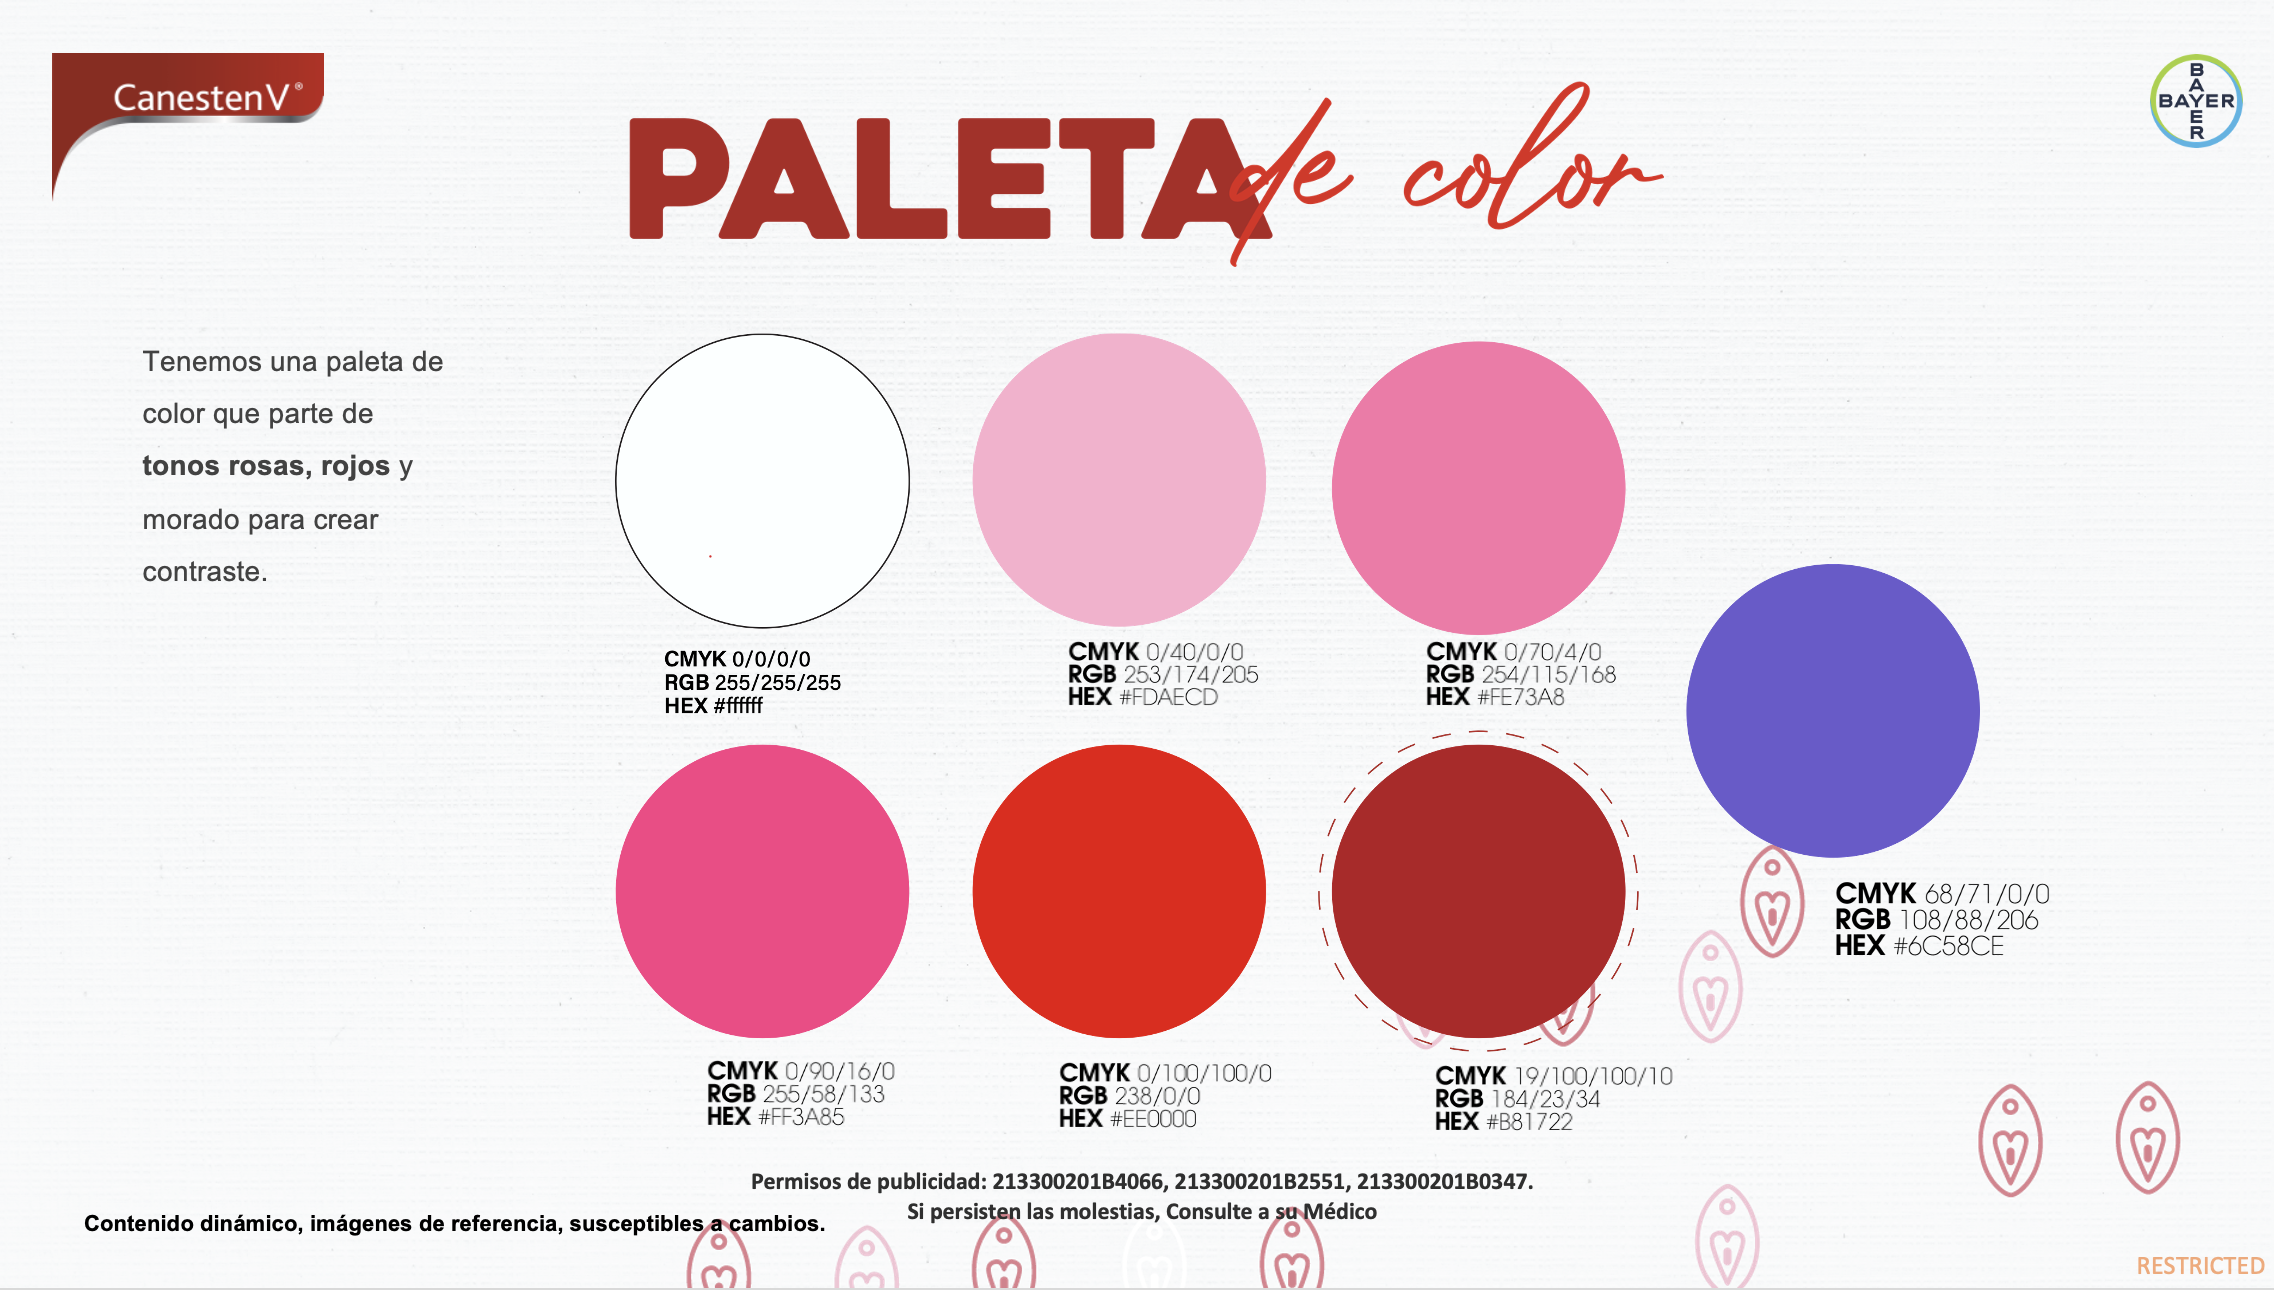 CanestenV®
BAYER
BAYER
PALETA de color
Tenemos una paleta de
color que parte de
tonos rosas, rojos y
morado para crear
contraste.
CMYK 0/0/0/0
RGB 255/255/255
HEX #ffffff
CMYK 0/40/0/0
RGB 253/174/205
HEX #FDAECD
CMYK 0/70/4/0
RGB 254/115/168
HEX #FE73A8
CMYK 68/71/0/0
RGB 108/88/206
HEX #6C58CE
CMYK 0/90/16/0
RGB 255/58/133
HEX #FF3A85
CMYK 0/100/100/0
RGB 238/0/0
HEX #EE0000
CMYK 19/100/100/10
RGB 184/23/34
HEX #B81722
Permisos de publicidad: 213300201B4066, 213300201B2551, 213300201B0347.
Si persisten las molestias, Consulte a su Médico
Contenido dinámico, imágenes de referencia, susceptibles a cambios.
RESTRICTED